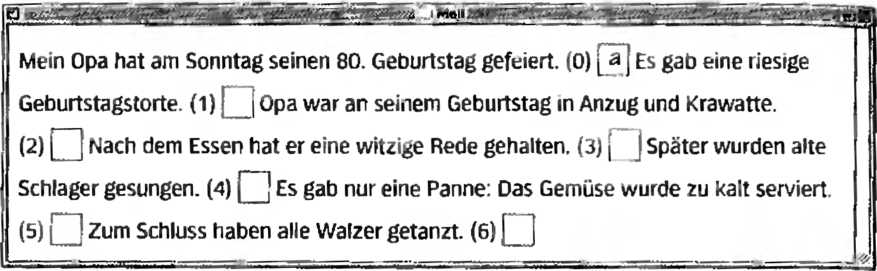 Mail
Mein Opa hat am Sonntag seinen 80. Geburtstag gefeiert. (0) a Es gab eine riesige
Geburtstagstorte. (1) Opa war an seinem Geburtstag in Anzug und Krawatte.
(2) Nach dem Essen hat er eine witzige Rede gehalten. (3) Später wurden alte
Schlager gesungen. (4) Es gab nur eine Panne: Das Gemüse wurde zu kalt serviert.
(5) Zum Schluss haben alle Walzer getanzt. (6)